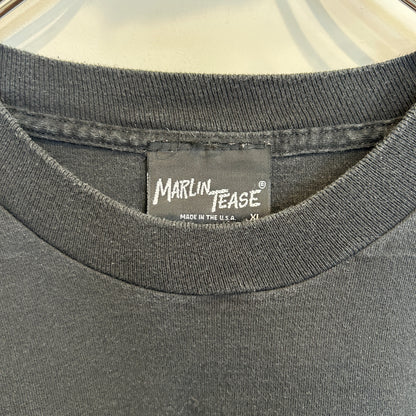 MARLIN
TEASE®
MADE IN THE U.S.A. XL